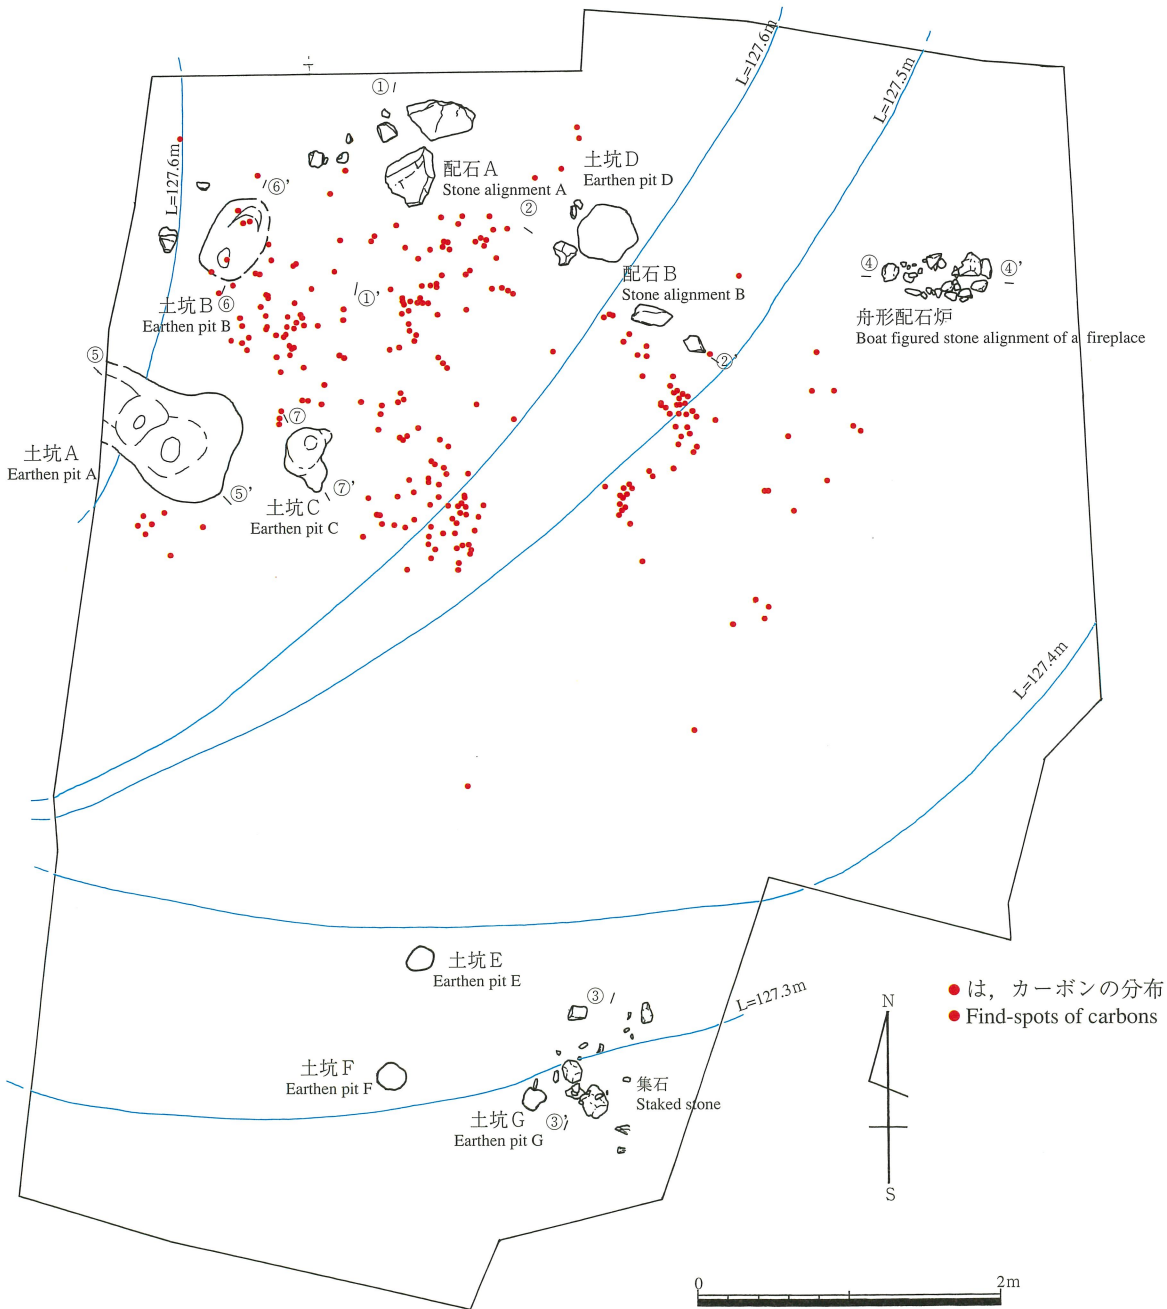 L=127.6m
L=127.5m
①
配石A
Stone alignment A
土坑D
Earthen pit D
L=127.6m
⑥’
②
配石B
Stone alignment B
④
④’
舟形配石炉
Boat figured stone alignment of a fireplace
①’
土坑B
⑥
Earthen pit B
②’
⑤
土坑A
Earthen pit A
⑤’
⑦
⑦’
土坑C
Earthen pit C
L=127.4m
土坑E
Earthen pit E
③
L=127.3m
土坑F
Earthen pit F
集石
Staked stone
土坑G
Earthen pit G
③’
N
S
は，カーボンの分布
Find-spots of carbons
0
2m